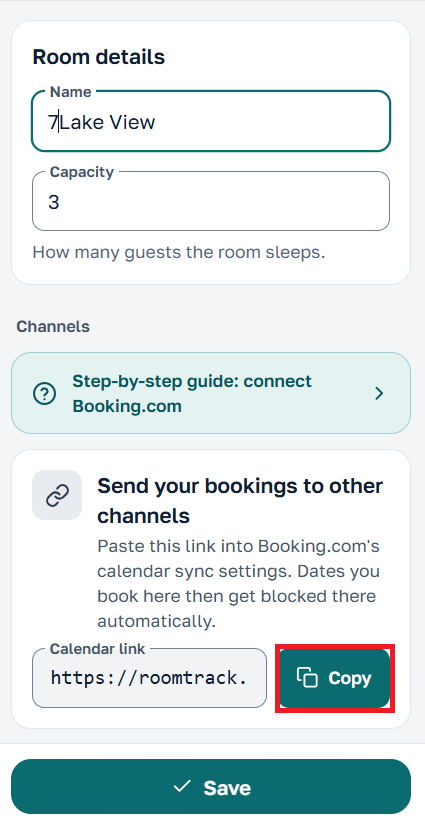 Room details
Name
7Lake View
Capacity
3
How many guests the room sleeps.
Channels
Step-by-step guide: connect
Booking.com
Send your bookings to other
channels
Paste this link into Booking.com's
calendar sync settings. Dates you
book here then get blocked there
automatically.
Calendar link
https://roomtrack.
Copy
Save